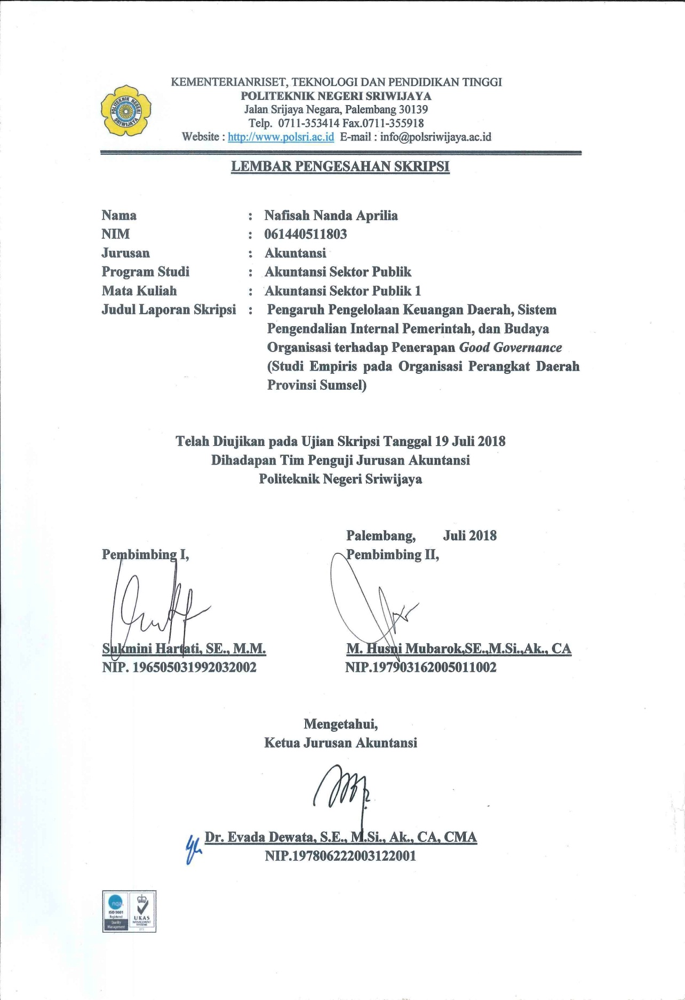 KEMENTERIANRISET, TEKNOLOGI DAN PENDIDIKAN TINGGI
POLITEKNIK NEGERI SRIWIJAYA
Jalan Srijaya Negara, Palembang 30139
Telp. 0711-353414 Fax.0711-355918
Website : http://www.polsri.ac.id E-mail : info@polsriwijaya.ac.id
POLITEKNIK NEGERI
SRIWIJAYA
LEMBAR PENGESAHAN SKRIPSI
Nama : Nafisah Nanda Aprilia
NIM : 061440511803
Jurusan : Akuntansi
Program Studi : Akuntansi Sektor Publik
Mata Kuliah : Akuntansi Sektor Publik 1
Judul Laporan Skripsi : Pengaruh Pengelolaan Keuangan Daerah, Sistem
Pengendalian Internal Pemerintah, dan Budaya
Organisasi terhadap Penerapan Good Governance
(Studi Empiris pada Organisasi Perangkat Daerah
Provinsi Sumsel)
Telah Diujikan pada Ujian Skripsi Tanggal 19 Juli 2018
Dihadapan Tim Penguji Jurusan Akuntansi
Politeknik Negeri Sriwijaya
Palembang, Juli 2018
Pembimbing I, Pembimbing II,
Sukmini Hartati, SE., M.M. M. Husni Mubarok,SE.,M.Si.,Ak., CA
NIP. 196505031992032002 NIP.197903162005011002
Mengetahui,
Ketua Jurusan Akuntansi
Dr. Evada Dewata, S.E., M.Si., Ak., CA, CMA
NIP.197806222003122001
nqa.
ISO 9001
Registered
Quality
Management
UKAS
MANAGEMENT
SYSTEMS